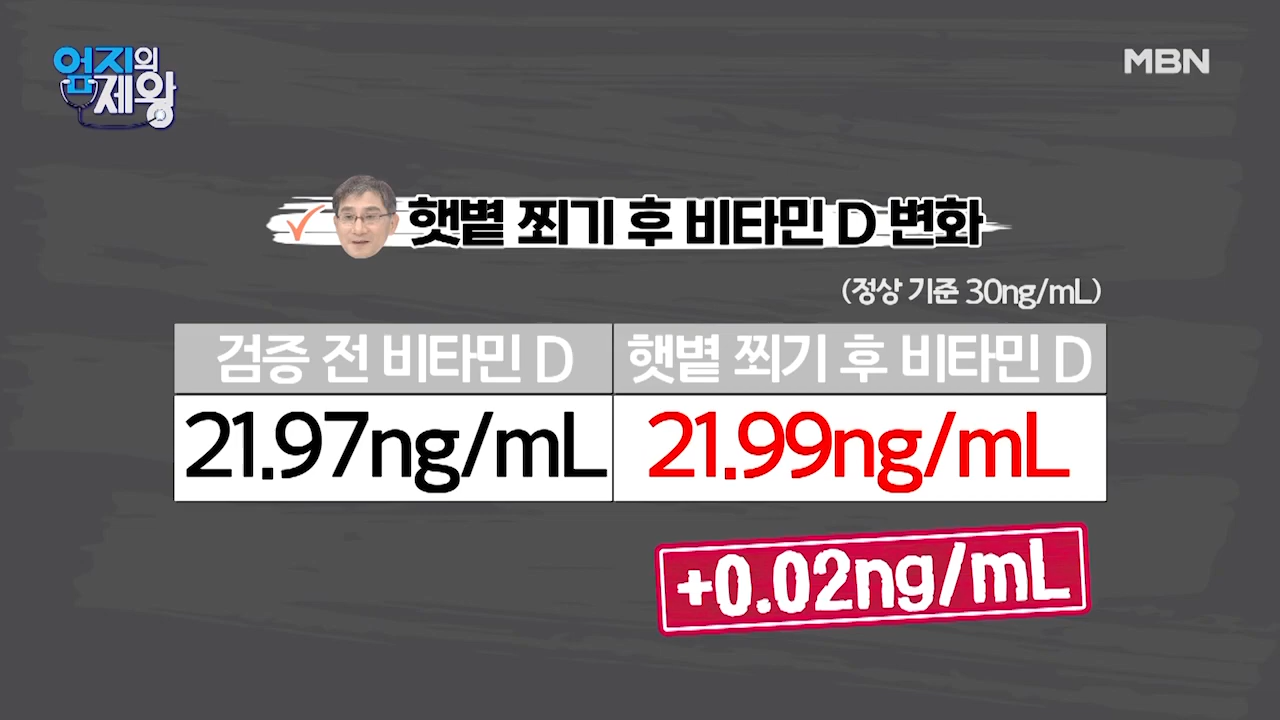 엄지의
제왕
MBN
햇볕 쬐기 후 비타민 D 변화
(정상 기준 30ng/mL)
검증 전 비타민 D
햇볕 쬐기 후 비타민 D
21.97ng/mL
21.99ng/mL
+0.02ng/mL